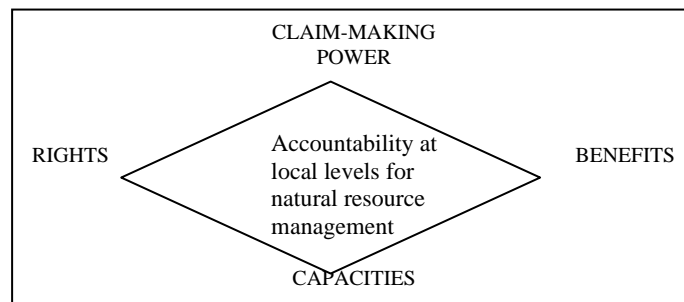 CLAIM-MAKING
POWER
RIGHTS
Accountability at
local levels for
natural resource
management
BENEFITS
CAPACITIES